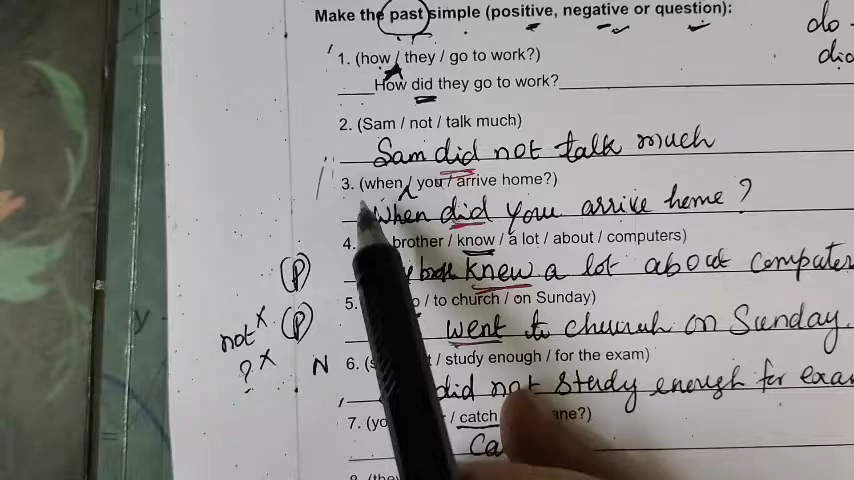 Make the past simple (positive, negative or question):
do
1. (how / they / go to work?)
How did they go to work?
2. (Sam / not / talk much)
Sam did not talk much
3. (when / you / arrive home?)
When did you arrive home?
4. brother / know / a lot / about / computers)
(P) knew a lot about computer
5. / to church / on Sunday)
not x (P) went to church on Sunday.
? x
N 6. / study enough / for the exam)
did not study enough for exa
7. (yo / catch ane?)
Ca
8. (the